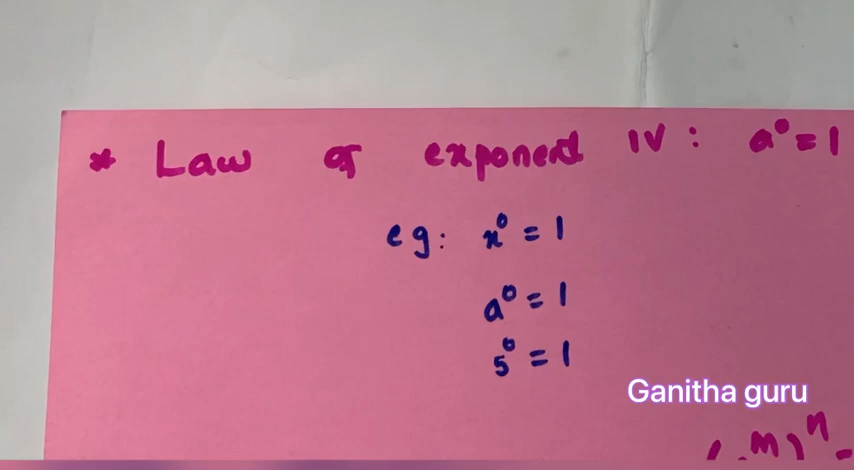 * Law of exponent IV : a⁰ = 1
eg: x⁰ = 1
a⁰ = 1
5⁰ = 1
Ganitha guru